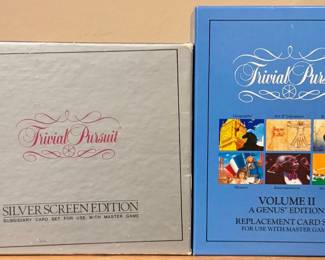 Trivial Pursuit
SILVER SCREEN EDITION
SUBSIDIARY CARD SET FOR USE WITH MASTER GAME
Trivial Pursu
VOLUME II
A GENUS EDITION
REPLACEMENT CARD S
FOR USE WITH MASTER GAM